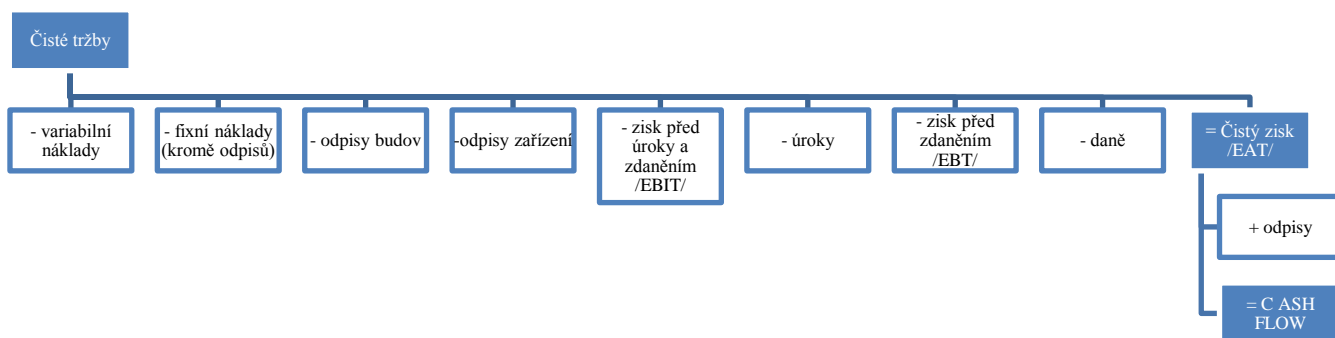 Čisté tržby
- variabilní
náklady
- fixní náklady
(kromě odpisů)
- odpisy budov
-odpisy zařízení
- zisk před
úroky a
zdaněním
/EBIT/
- úroky
- zisk před
zdaněním
/EBT/
- daně
= Čistý zisk
/EAT/
+ odpisy
= C ASH
FLOW